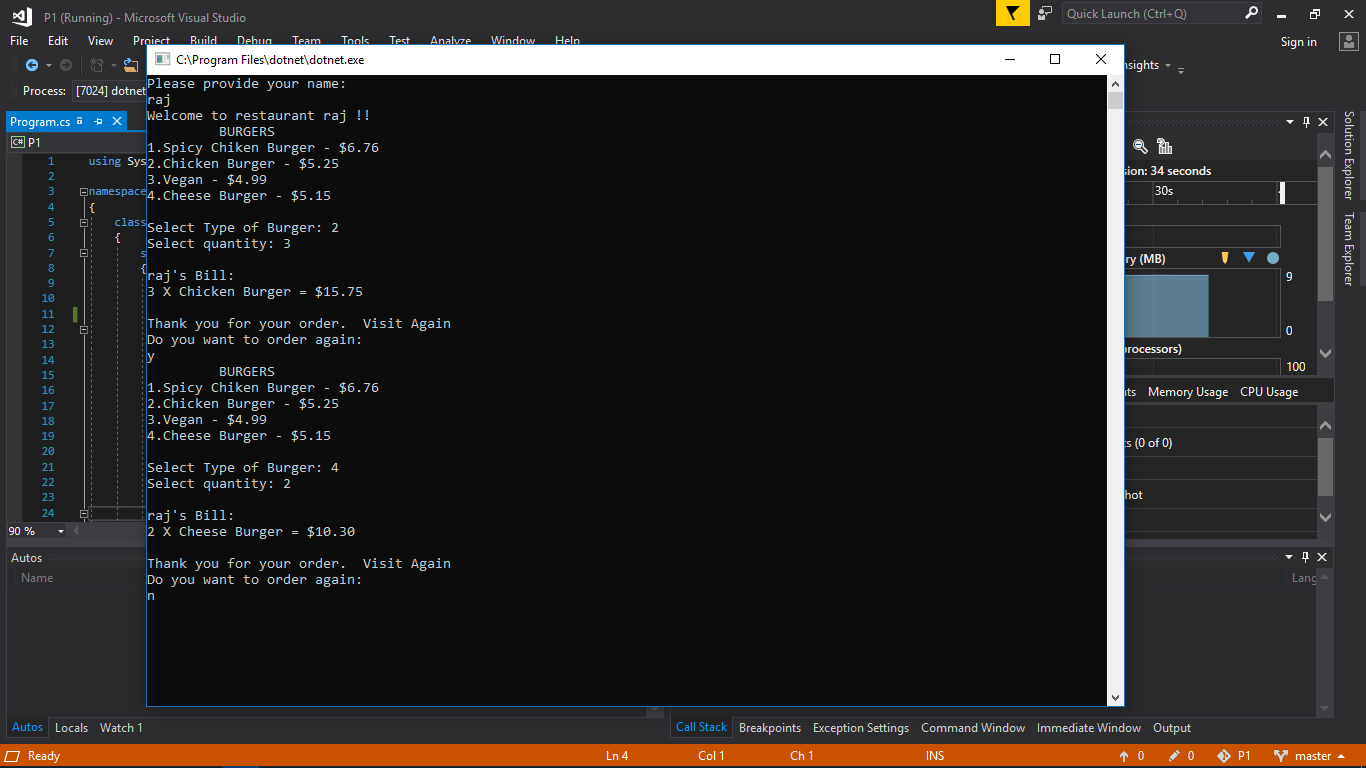 P1 (Running) - Microsoft Visual Studio
Quick Launch (Ctrl+Q)
File Edit View Project Build Debug Team Tools Test Analyze Window Help
Sign in
Process: [7024] dotnet
C:\Program Files\dotnet\dotnet.exe
Program.cs
C# P1
1 using Sys
2
3 namespace
4 {
5 class
6 {
7 s
8 {
9
10
11
12
13
14
15
16
17
18
19
20
21
22
23
24
90 %
Please provide your name:
raj
Welcome to restaurant raj !!
BURGERS
1.Spicy Chiken Burger - $6.76
2.Chicken Burger - $5.25
3.Vegan - $4.99
4.Cheese Burger - $5.15
Select Type of Burger: 2
Select quantity: 3
raj's Bill:
3 X Chicken Burger = $15.75
Thank you for your order.  Visit Again
Do you want to order again:
y
BURGERS
1.Spicy Chiken Burger - $6.76
2.Chicken Burger - $5.25
3.Vegan - $4.99
4.Cheese Burger - $5.15
Select Type of Burger: 4
Select quantity: 2
raj's Bill:
2 X Cheese Burger = $10.30
Thank you for your order.  Visit Again
Do you want to order again:
n
nsights
sion: 34 seconds
30s
ry (MB)
9
0
rocessors)
100
ts Memory Usage CPU Usage
ts (0 of 0)
hot
Solution Explorer
Team Explorer
Autos
Name
Lang
Autos Locals Watch 1
Call Stack Breakpoints Exception Settings Command Window Immediate Window Output
Ready Ln 4 Col 1 Ch 1 INS 0 0 P1 master